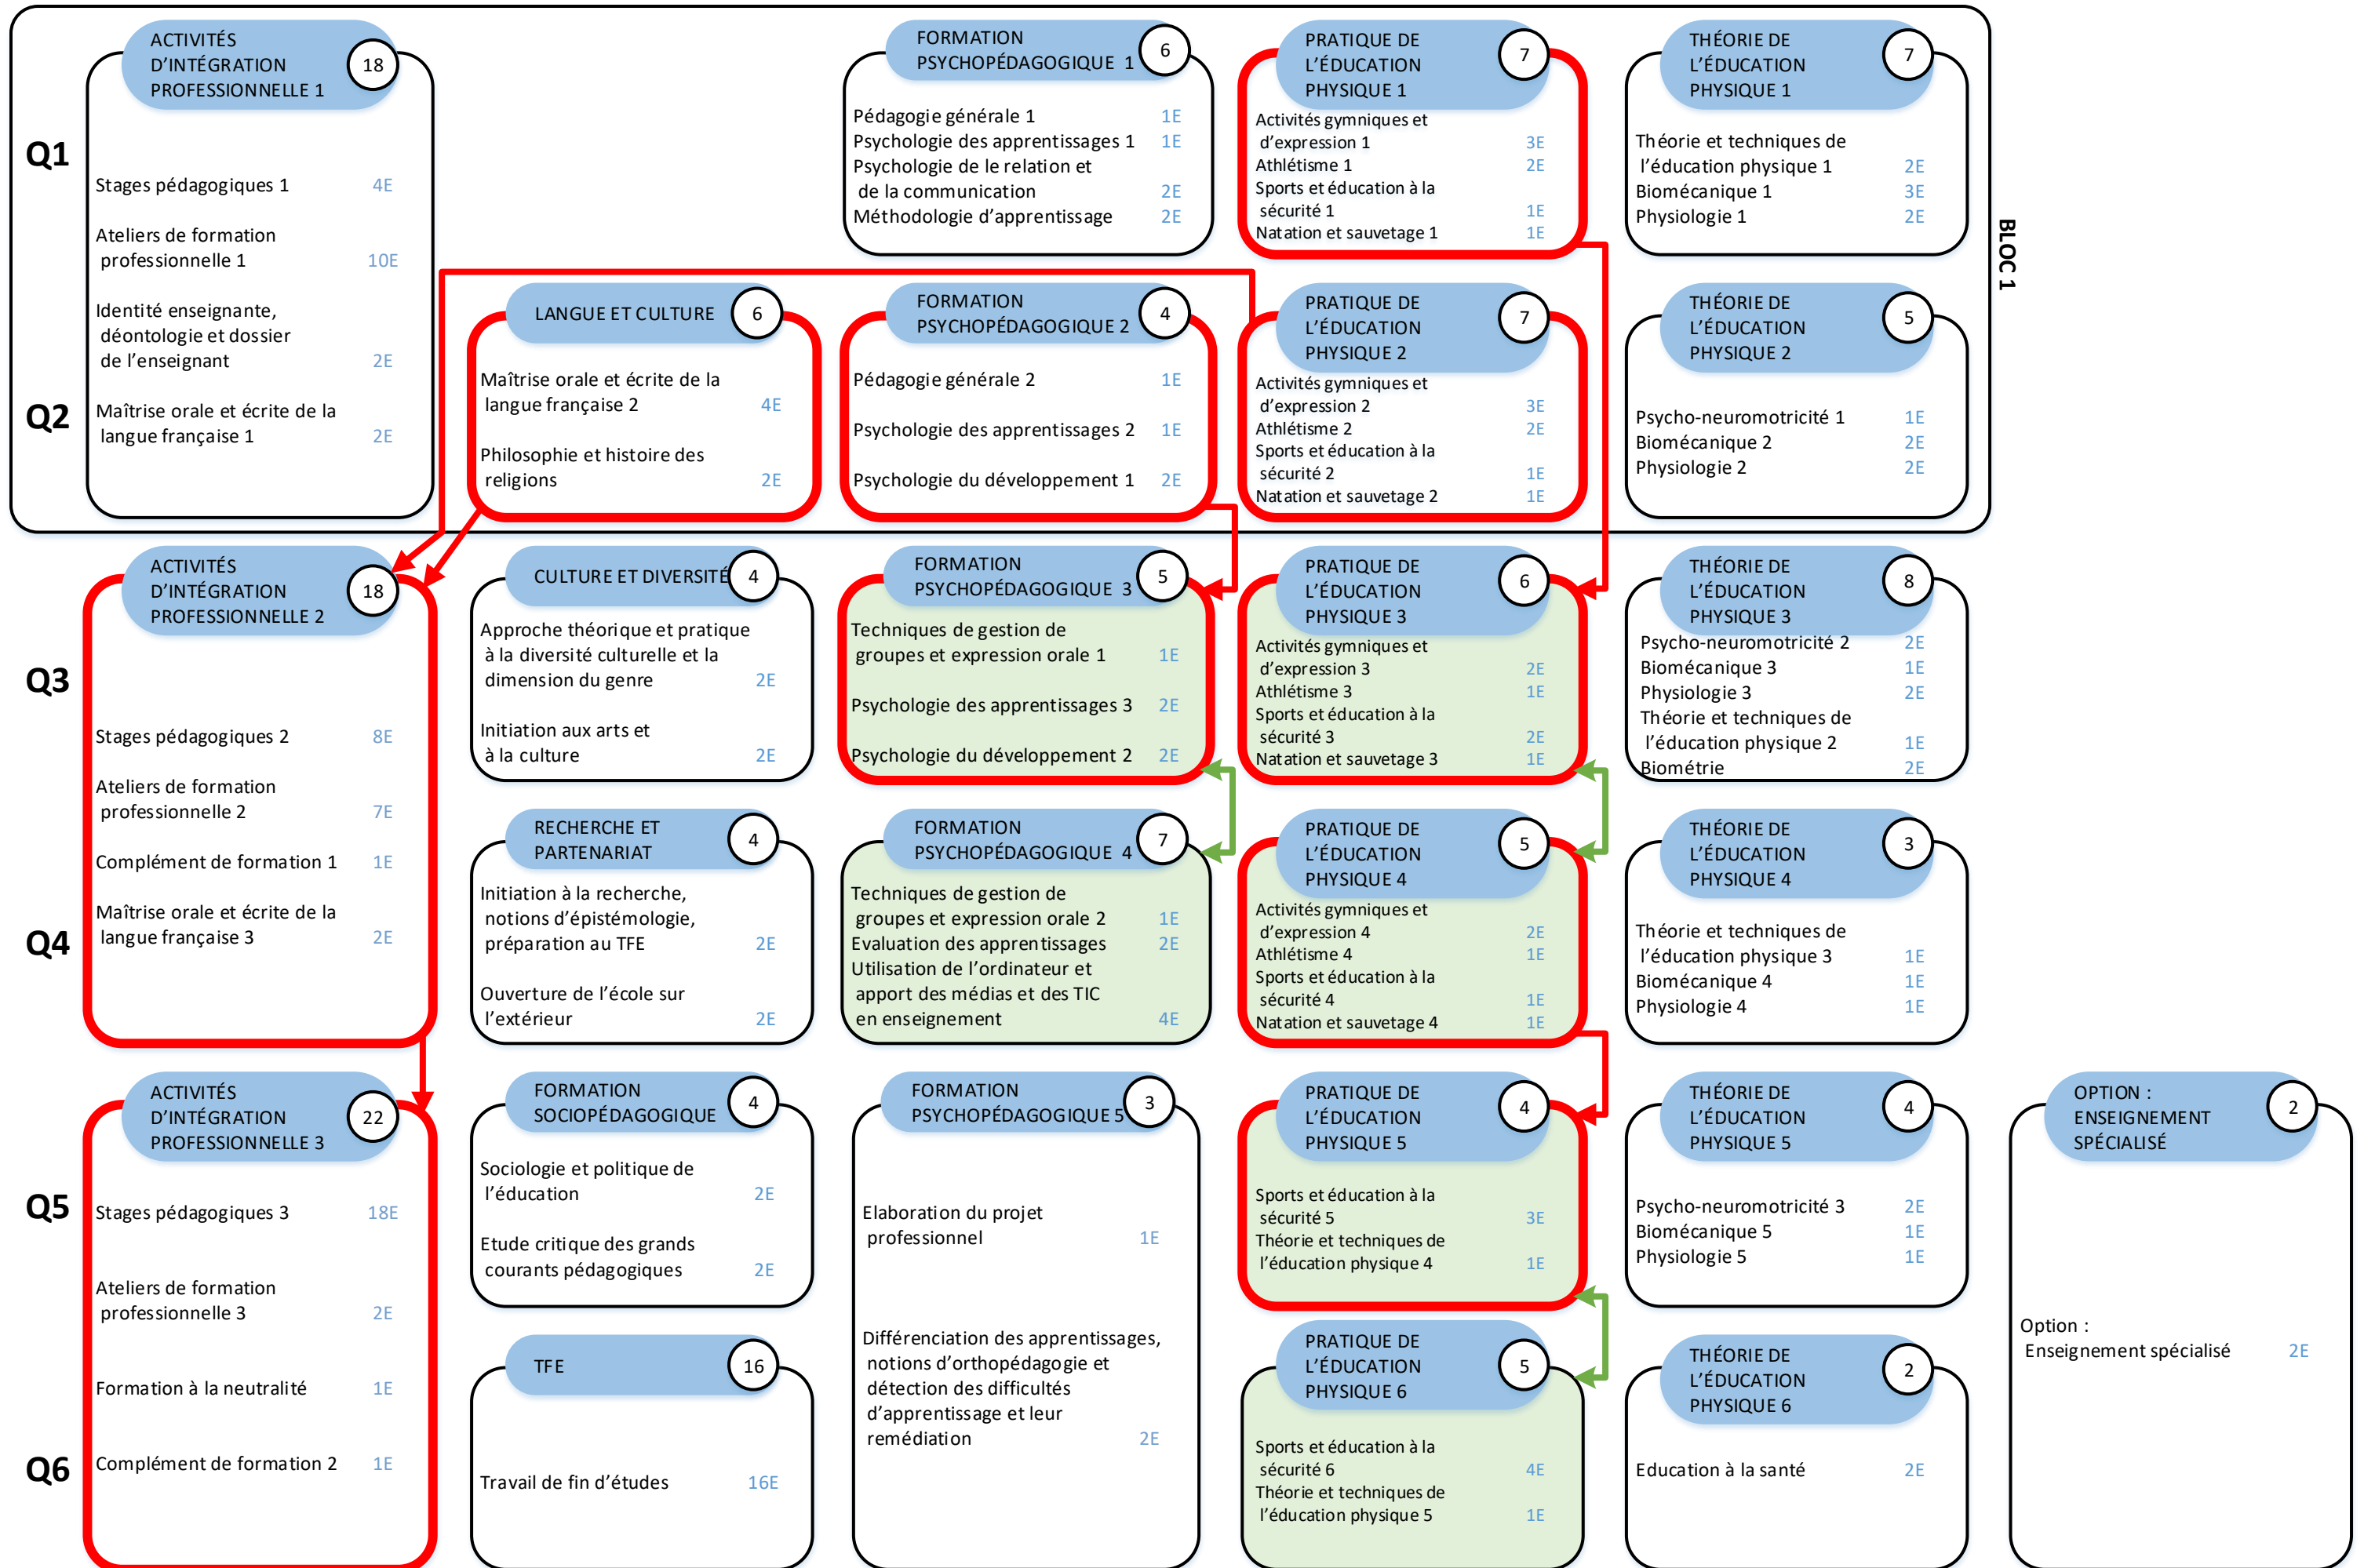 ACTIVITÉS
D'INTÉGRATION
PROFESSIONNELLE 1
18
Stages pédagogiques 1 4E
Ateliers de formation
professionnelle 1 10E
Identité enseignante,
déontologie et dossier
de l'enseignant 2E
Maîtrise orale et écrite de la
langue française 1 2E
FORMATION
PSYCHOPÉDAGOGIQUE 1
6
Pédagogie générale 1 1E
Psychologie des apprentissages 1 1E
Psychologie de le relation et
de la communication 2E
Méthodologie d'apprentissage 2E
PRATIQUE DE
L'ÉDUCATION
PHYSIQUE 1
7
Activités gymniques et
d'expression 1 3E
Athlétisme 1 2E
Sports et éducation à la
sécurité 1 1E
Natation et sauvetage 1 1E
THÉORIE DE
L'ÉDUCATION
PHYSIQUE 1
7
Théorie et techniques de
l'éducation physique 1 2E
Biomécanique 1 3E
Physiologie 1 2E
Q1
BLOC 1
LANGUE ET CULTURE
6
Maîtrise orale et écrite de la
langue française 2 4E
Philosophie et histoire des
religions 2E
FORMATION
PSYCHOPÉDAGOGIQUE 2
4
Pédagogie générale 2 1E
Psychologie des apprentissages 2 1E
Psychologie du développement 1 2E
PRATIQUE DE
L'ÉDUCATION
PHYSIQUE 2
7
Activités gymniques et
d'expression 2 3E
Athlétisme 2 2E
Sports et éducation à la
sécurité 2 1E
Natation et sauvetage 2 1E
THÉORIE DE
L'ÉDUCATION
PHYSIQUE 2
5
Psycho-neuromotricité 1 1E
Biomécanique 2 2E
Physiologie 2 2E
Q2
ACTIVITÉS
D'INTÉGRATION
PROFESSIONNELLE 2
18
Stages pédagogiques 2 8E
Ateliers de formation
professionnelle 2 7E
Complément de formation 1 1E
Maîtrise orale et écrite de la
langue française 3 2E
CULTURE ET DIVERSITÉ
4
Approche théorique et pratique
à la diversité culturelle et la
dimension du genre 2E
Initiation aux arts et
à la culture 2E
FORMATION
PSYCHOPÉDAGOGIQUE 3
5
Techniques de gestion de
groupes et expression orale 1 1E
Psychologie des apprentissages 3 2E
Psychologie du développement 2 2E
PRATIQUE DE
L'ÉDUCATION
PHYSIQUE 3
6
Activités gymniques et
d'expression 3 2E
Athlétisme 3 1E
Sports et éducation à la
sécurité 3 2E
Natation et sauvetage 3 1E
THÉORIE DE
L'ÉDUCATION
PHYSIQUE 3
8
Psycho-neuromotricité 2 2E
Biomécanique 3 1E
Physiologie 3 2E
Théorie et techniques de
l'éducation physique 2 1E
Biométrie 2E
Q3
RECHERCHE ET
PARTENARIAT
4
Initiation à la recherche,
notions d'épistémologie,
préparation au TFE 2E
Ouverture de l'école sur
l'extérieur 2E
FORMATION
PSYCHOPÉDAGOGIQUE 4
7
Techniques de gestion de
groupes et expression orale 2 1E
Evaluation des apprentissages 2E
Utilisation de l'ordinateur et
apport des médias et des TIC
en enseignement 4E
PRATIQUE DE
L'ÉDUCATION
PHYSIQUE 4
5
Activités gymniques et
d'expression 4 2E
Athlétisme 4 1E
Sports et éducation à la
sécurité 4 1E
Natation et sauvetage 4 1E
THÉORIE DE
L'ÉDUCATION
PHYSIQUE 4
3
Théorie et techniques de
l'éducation physique 3 1E
Biomécanique 4 1E
Physiologie 4 1E
Q4
ACTIVITÉS
D'INTÉGRATION
PROFESSIONNELLE 3
22
Stages pédagogiques 3 18E
Ateliers de formation
professionnelle 3 2E
Formation à la neutralité 1E
Complément de formation 2 1E
FORMATION
SOCIOPÉDAGOGIQUE
4
Sociologie et politique de
l'éducation 2E
Etude critique des grands
courants pédagogiques 2E
FORMATION
PSYCHOPÉDAGOGIQUE 5
3
Elaboration du projet
professionnel 1E
Différenciation des apprentissages,
notions d'orthopédagogie et
détection des difficultés
d'apprentissage et leur
remédiation 2E
PRATIQUE DE
L'ÉDUCATION
PHYSIQUE 5
4
Sports et éducation à la
sécurité 5 3E
Théorie et techniques de
l'éducation physique 4 1E
THÉORIE DE
L'ÉDUCATION
PHYSIQUE 5
4
Psycho-neuromotricité 3 2E
Biomécanique 5 1E
Physiologie 5 1E
OPTION :
ENSEIGNEMENT
SPÉCIALISÉ
2
Option :
Enseignement spécialisé 2E
Q5
TFE
16
Travail de fin d'études 16E
PRATIQUE DE
L'ÉDUCATION
PHYSIQUE 6
5
Sports et éducation à la
sécurité 6 4E
Théorie et techniques de
l'éducation physique 5 1E
THÉORIE DE
L'ÉDUCATION
PHYSIQUE 6
2
Education à la santé 2E
Q6